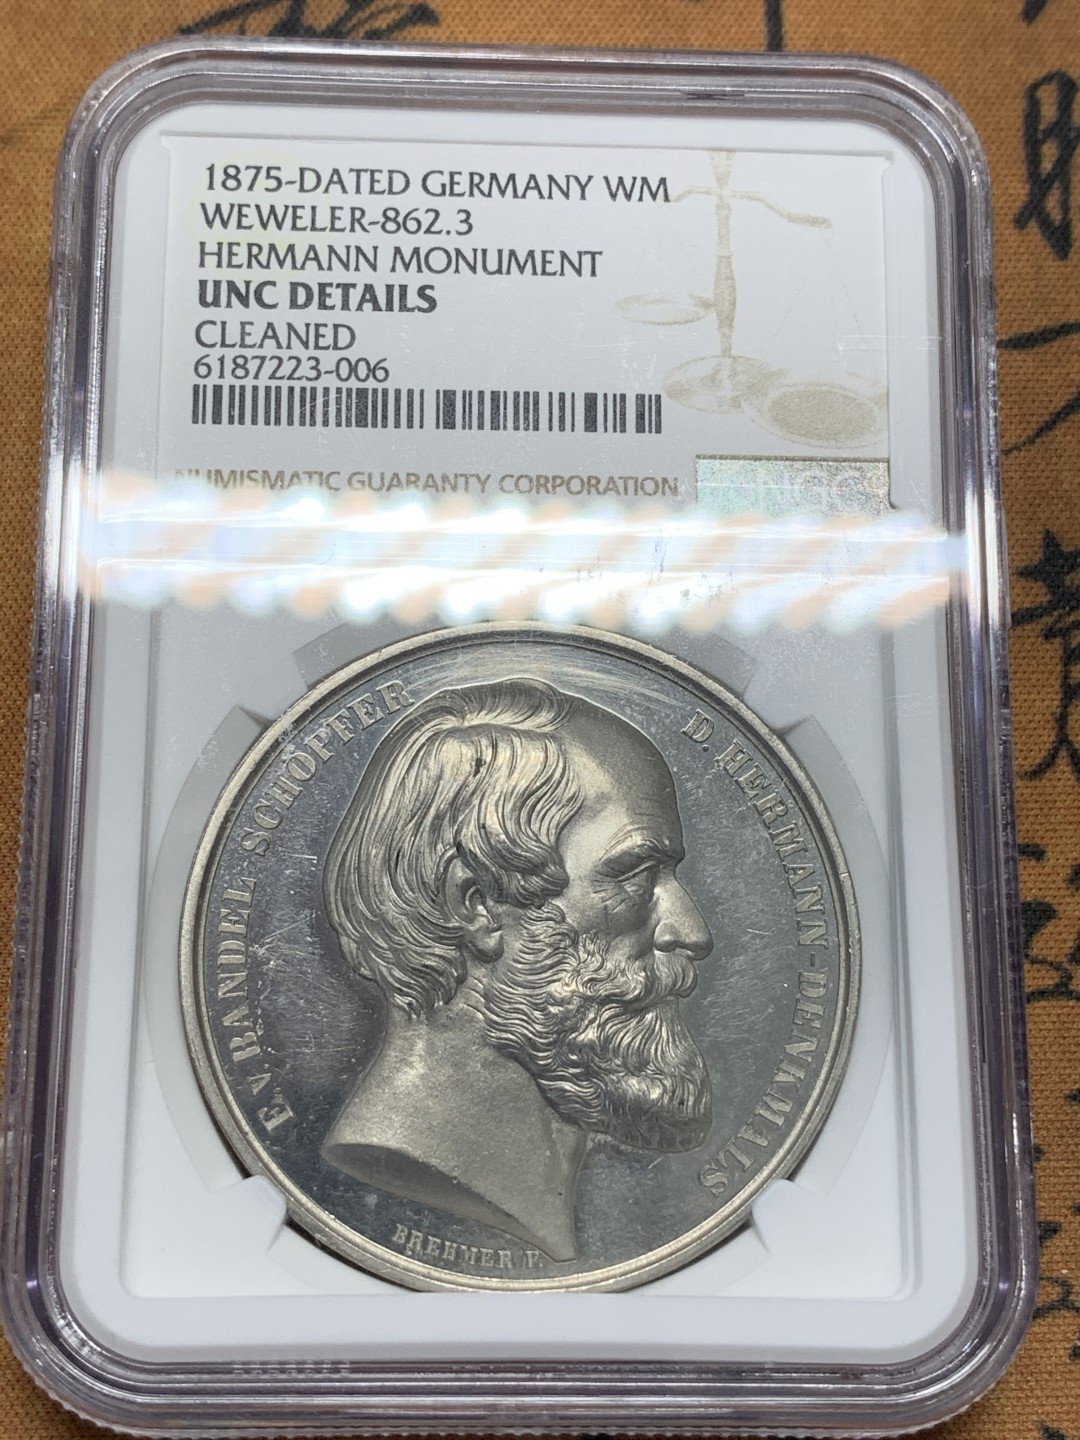 1875-DATED GERMANY WM
WEWELER-862.3
HERMANN MONUMENT
UNC DETAILS
CLEANED
6187223-006
NUMISMATIC GUARANTY CORPORATION
NGC
E.V. BANDEL SCHÖPFER
D. HERMANN-DENKMALS
BREHMER F.